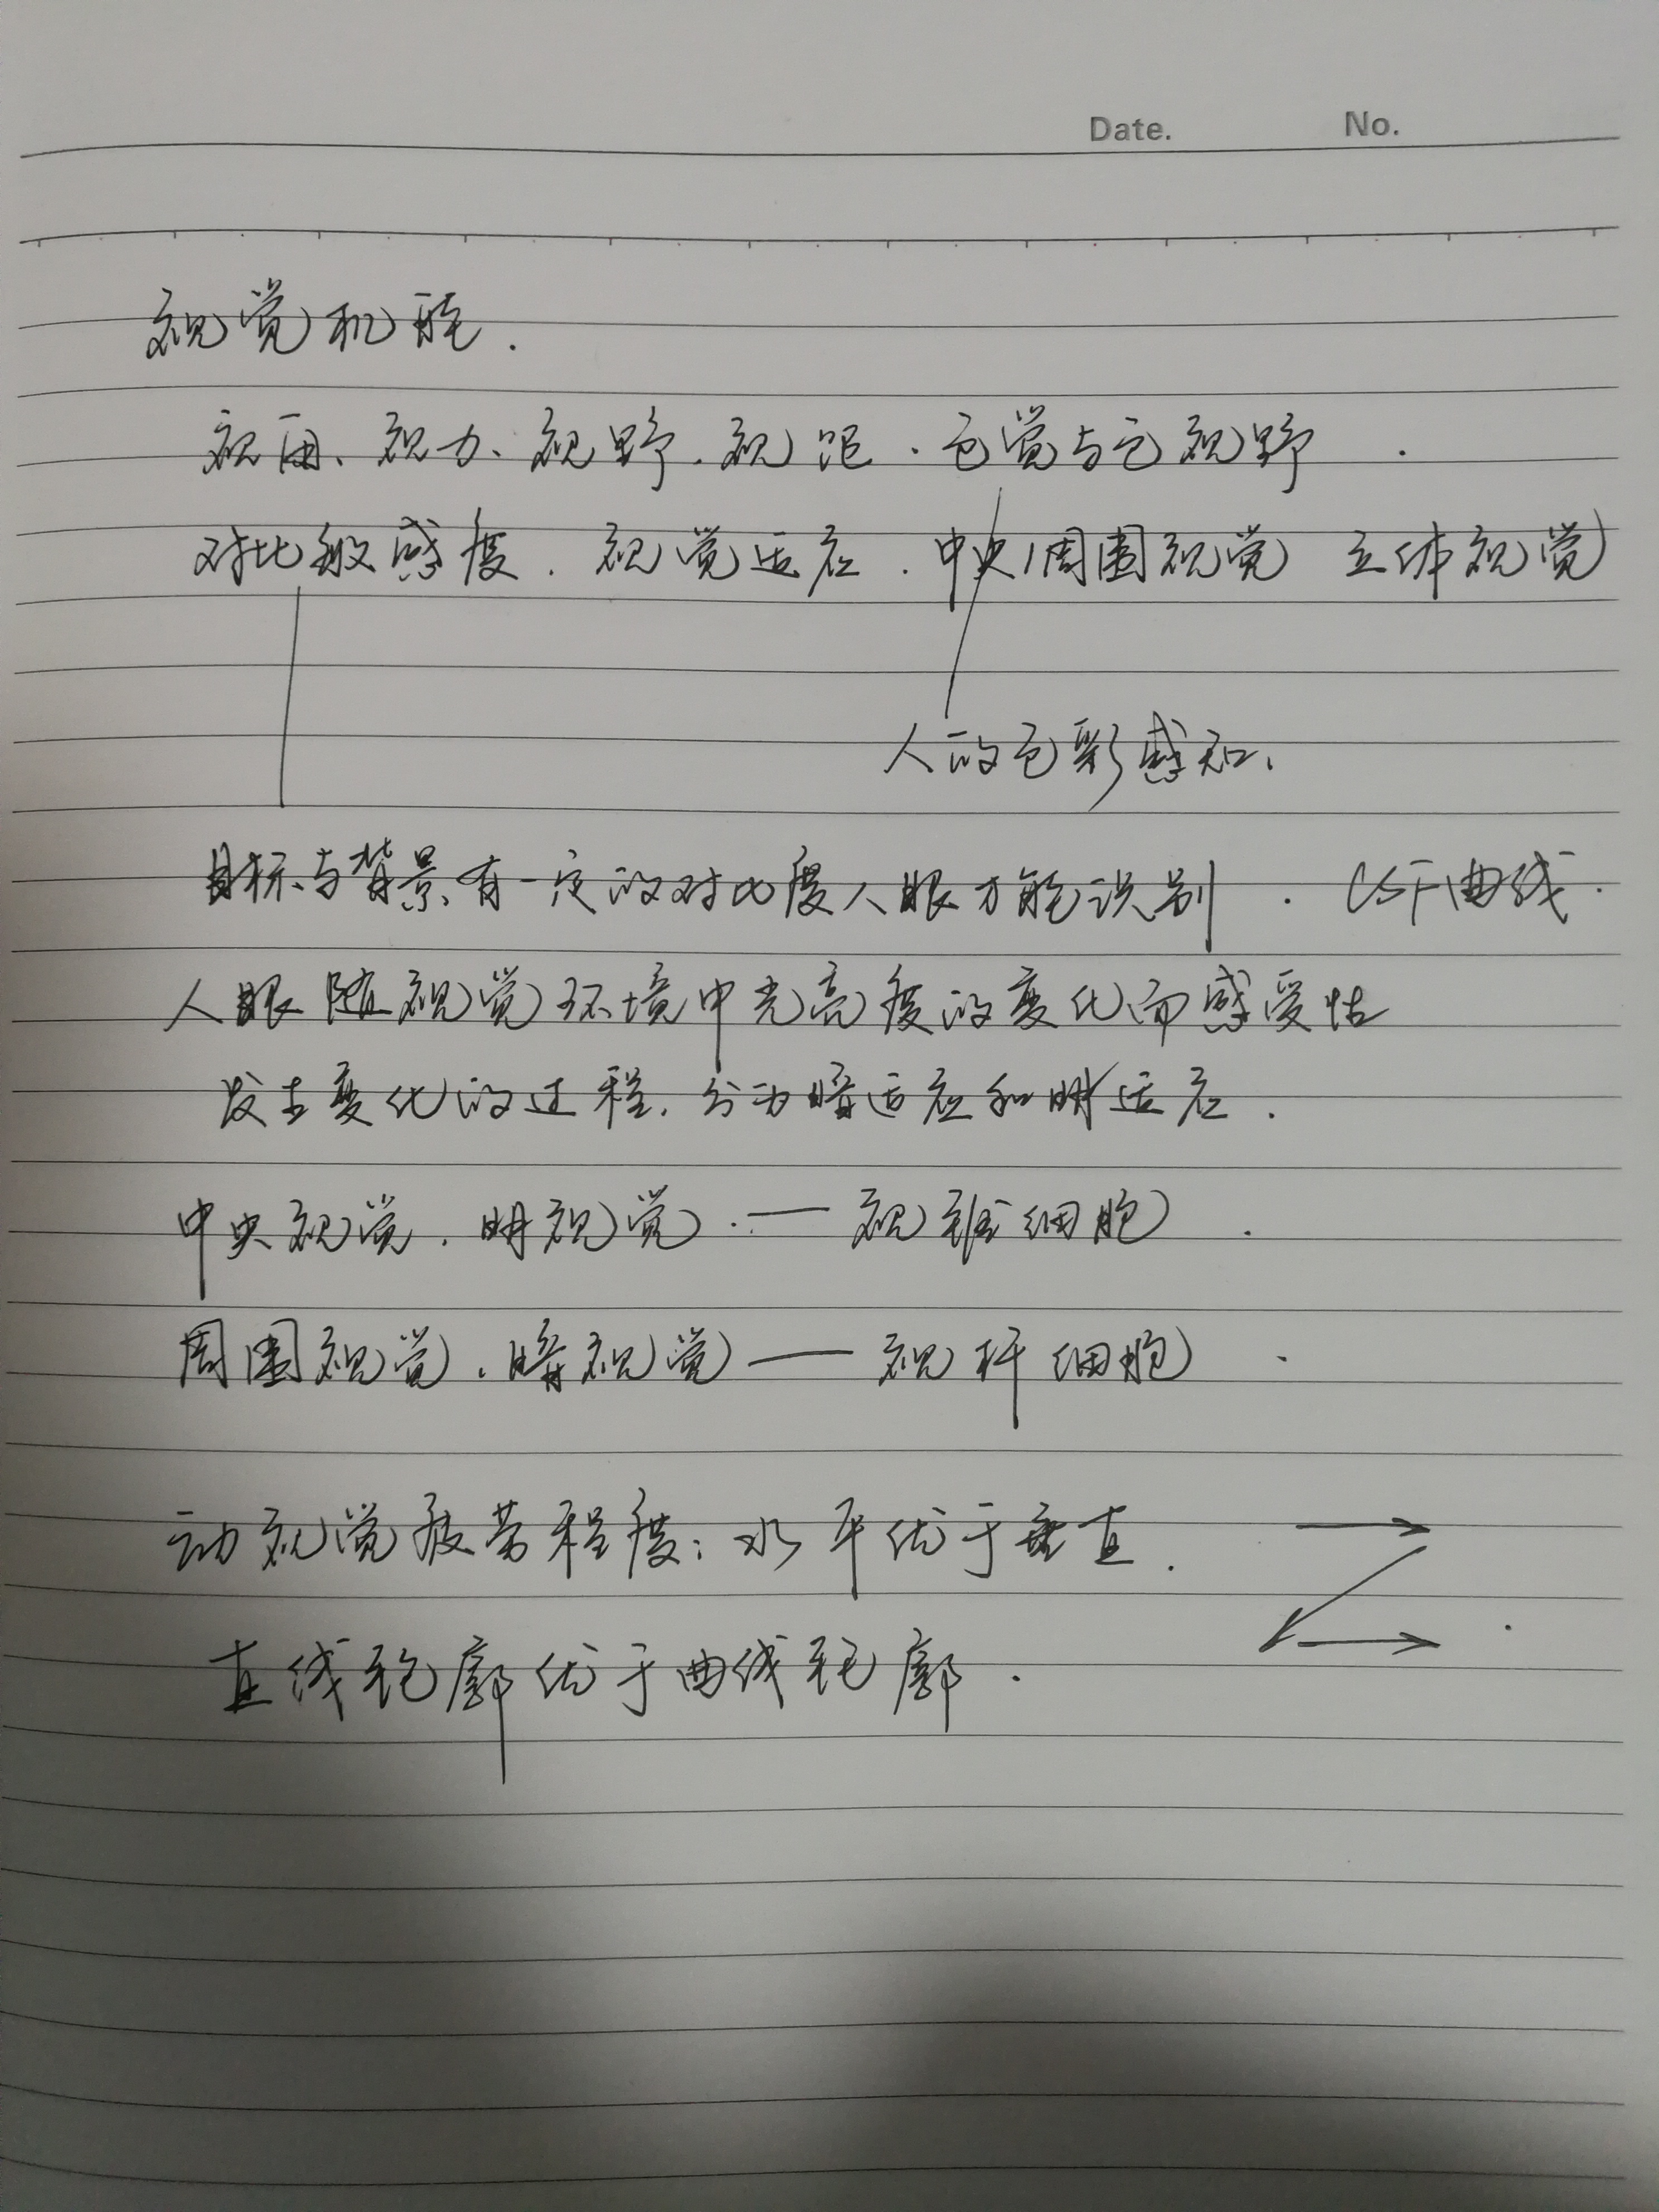 Date. No.
视觉机能.
视角、视力、视野.视距.色觉与色视野.
对比敏感度.视觉适应.中央/周围视觉 立体视觉
人的色彩感知、
目标与背景有一定的对比度人眼方能识别.CSF曲线.
人眼随视觉环境中光亮度的变化而感受性
发生变化的过程.分为暗适应和明适应.
中央视觉.明视觉.——视锥细胞.
周围视觉.暗视觉——视杆细胞.
动视觉疲劳程度:水平优于垂直.
直线轮廓优于曲线轮廓.